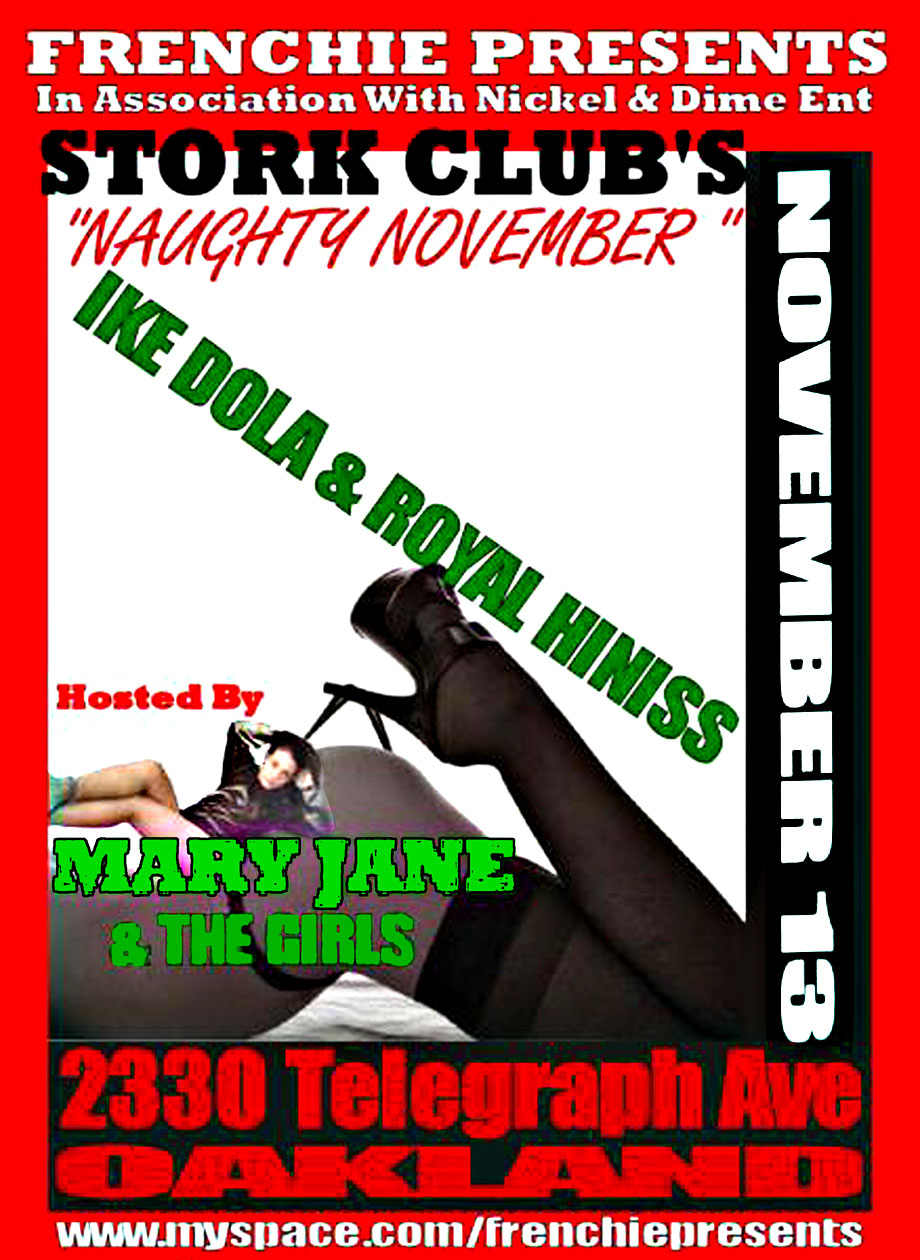 FRENCHIE PRESENTS
In Association With Nickel & Dime Ent
STORK CLUB'S
"NAUGHTY NOVEMBER "
IKE DOLA & ROYAL HINISS
NOVEMBER 13
Hosted By
MARY JANE
& THE GIRLS
2330 Telegraph Ave
OAKLAND
www.myspace.com/frenchiepresents